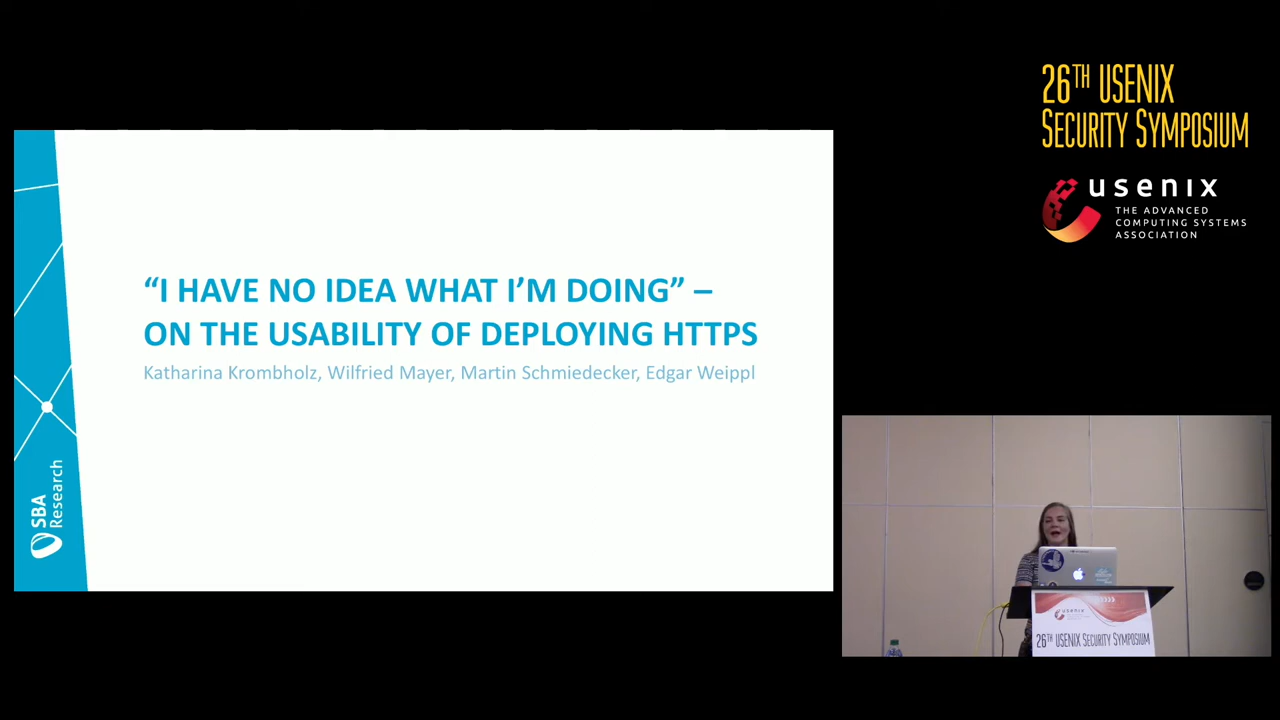 26TH USENIX
SECURITY SYMPOSIUM
usenix
THE ADVANCED
COMPUTING SYSTEMS
ASSOCIATION
“I HAVE NO IDEA WHAT I’M DOING” –
ON THE USABILITY OF DEPLOYING HTTPS
Katharina Krombholz, Wilfried Mayer, Martin Schmiedecker, Edgar Weippl
SBA
Research
usenix
26TH USENIX SECURITY SYMPOSIUM